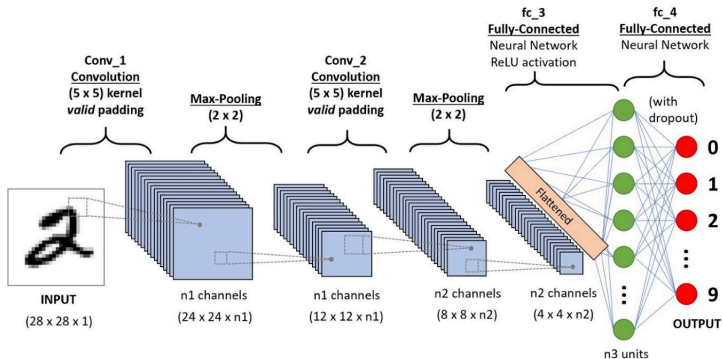 fc_3
Fully-Connected
Neural Network
ReLU activation
fc_4
Fully-Connected
Neural Network
Conv_1
Convolution
(5 x 5) kernel
valid padding
Max-Pooling
(2 x 2)
Conv_2
Convolution
(5 x 5) kernel
valid padding
Max-Pooling
(2 x 2)
(with
dropout)
Flattened
0
1
2
9
INPUT
(28 x 28 x 1)
n1 channels
(24 x 24 x n1)
n1 channels
(12 x 12 x n1)
n2 channels
(8 x 8 x n2)
n2 channels
(4 x 4 x n2)
OUTPUT
n3 units
2